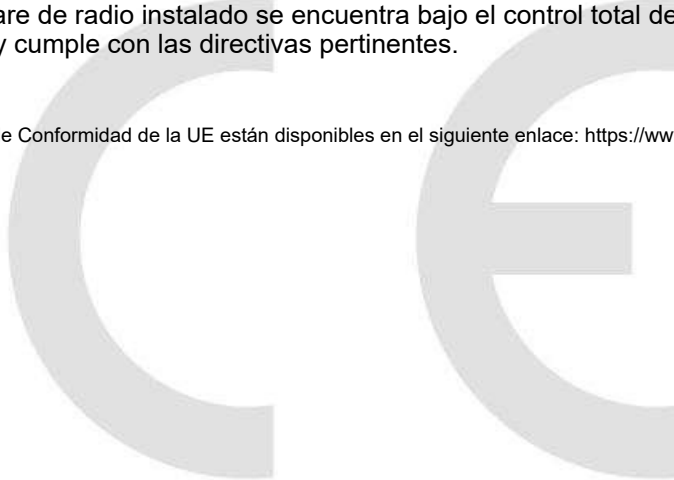 are de radio instalado se encuentra bajo el control total de
y cumple con las directivas pertinentes.
e Conformidad de la UE están disponibles en el siguiente enlace: https://ww
CE